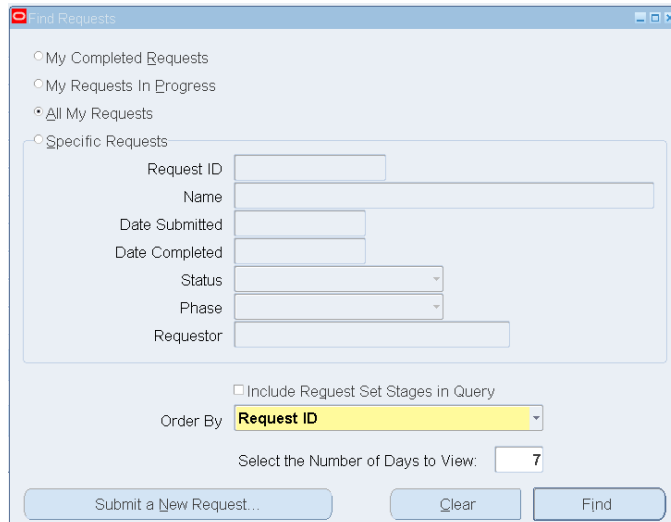 Find Requests
My Completed Requests
My Requests In Progress
All My Requests
Specific Requests
Request ID
Name
Date Submitted
Date Completed
Status
Phase
Requestor
Include Request Set Stages in Query
Order By Request ID
Select the Number of Days to View: 7
Submit a New Request... Clear Find